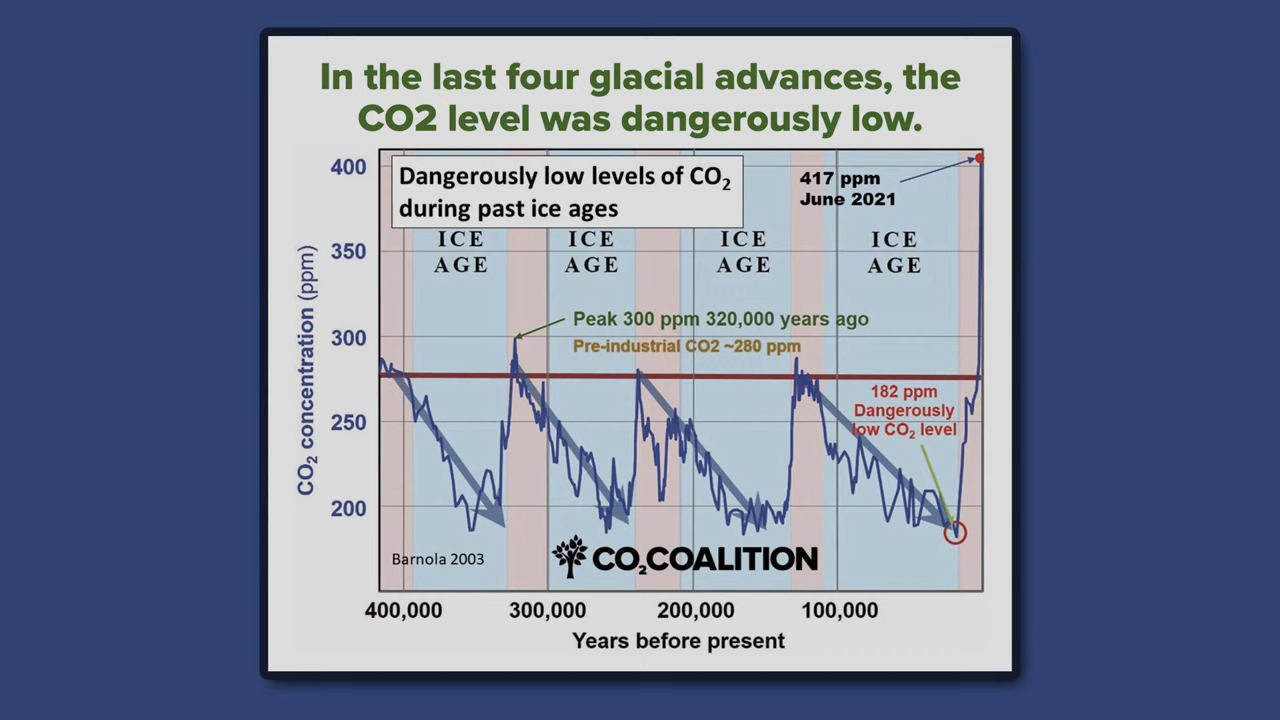 In the last four glacial advances, the
CO2 level was dangerously low.
Dangerously low levels of CO₂
during past ice ages
417 ppm
June 2021
ICE
AGE
ICE
AGE
ICE
AGE
ICE
AGE
Peak 300 ppm 320,000 years ago
Pre-industrial CO2 ~280 ppm
182 ppm
Dangerously
low CO₂ level
CO₂ concentration (ppm)
400
350
300
250
200
Barnola 2003
CO₂COALITION
400,000
300,000
200,000
100,000
Years before present